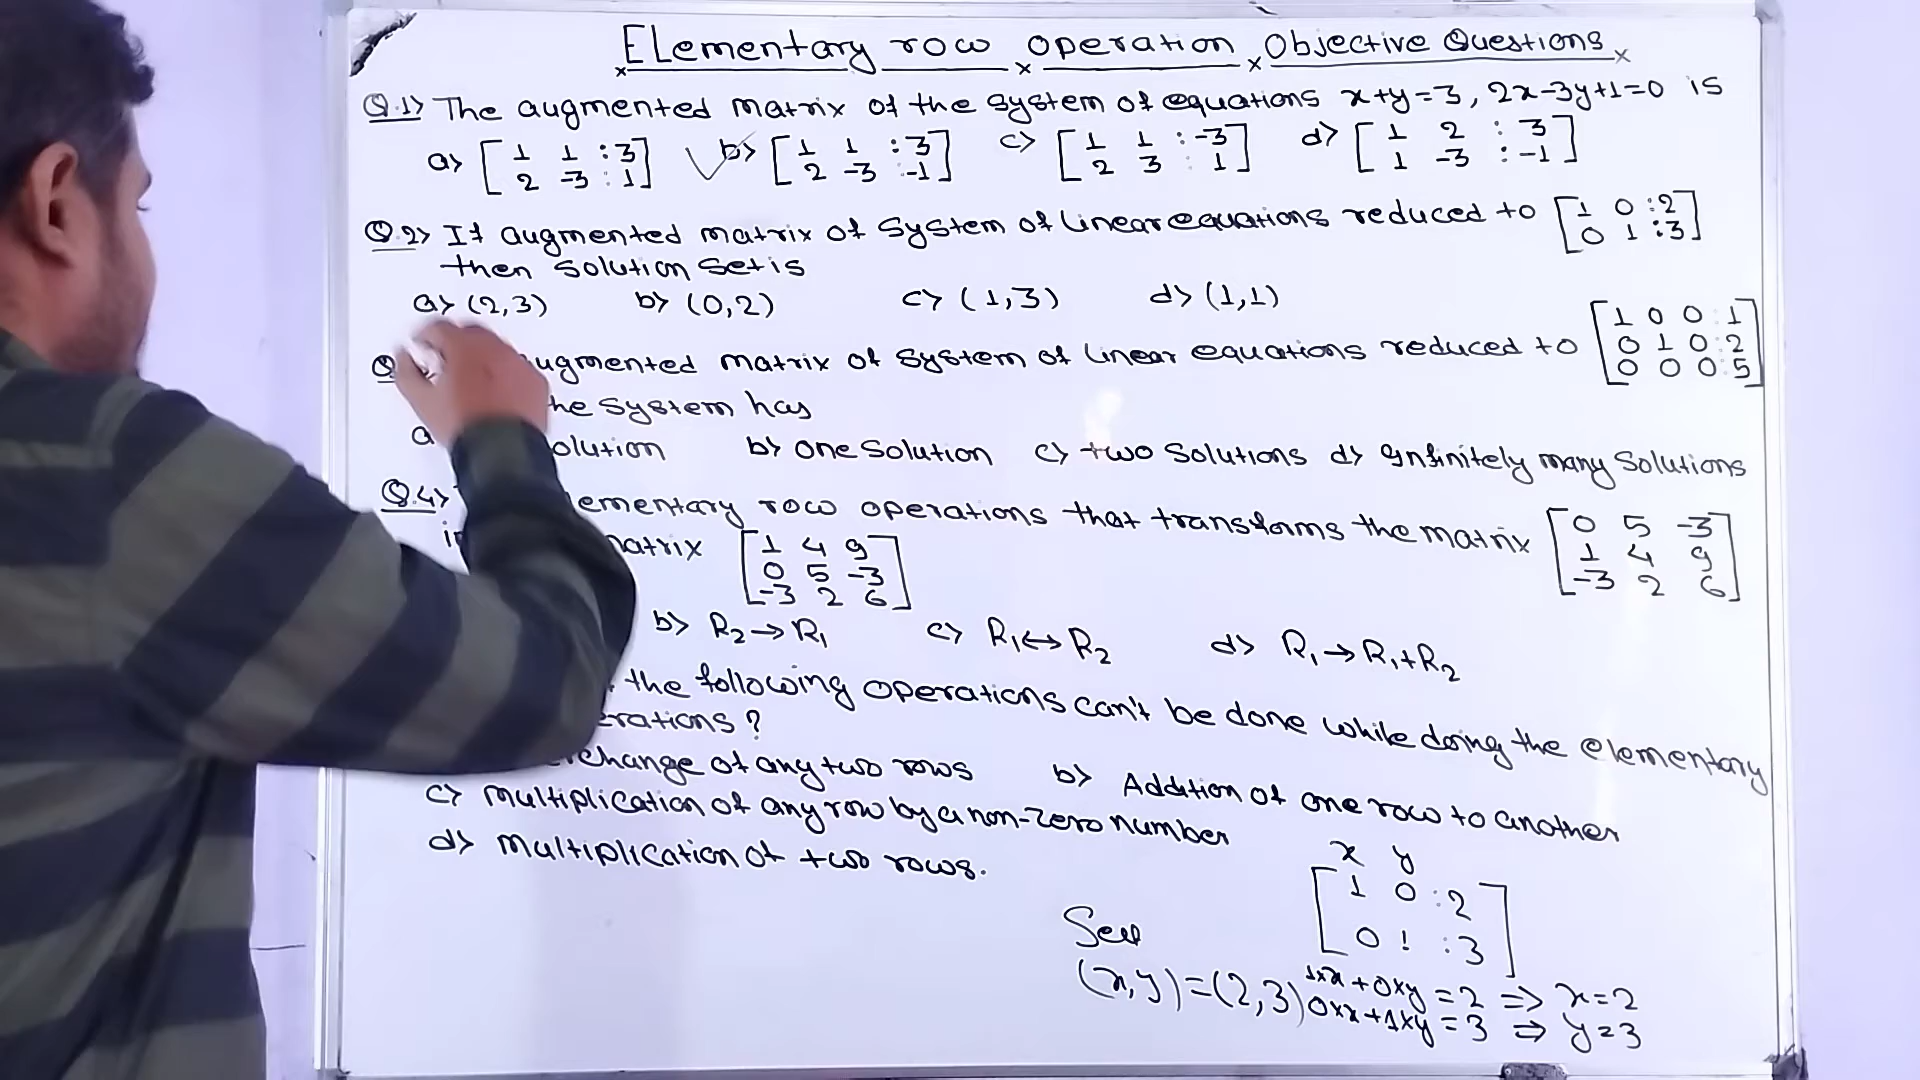 Elementary row operation Objective Questions
Q.1> The augmented matrix of the system of equations x+y=3, 2x-3y+1=0 is
a> [1 1 :3 b> [1 1 :3 c> [1 1 :-3 d> [1 2 : 3
2 -3 : 1] 2 -3 :-1] 2 3 : 1] 1 -3 :-1]
Q.2> If augmented matrix of system of linear equations reduced to [1 0 :2
0 1 :3]
then solution set is
a> (2,3) b> (0,2) c> (1,3) d> (1,1)
Q ugmented matrix of system of linear equations reduced to [1 0 0 : 1
0 1 0 : 2
0 0 0 : 5]
he system has
a olution b> one solution c> two solutions d> Infinitely many solutions
Q.4> ementary row operations that transforms the matrix [0 5 -3
1 4 9
-3 2 6]
atrix [1 4 9
0 5 -3
-3 2 6]
b> R2→R1 c> R1↔R2 d> R1→R1+R2
the following operations can't be done while doing the elementary
erations?
change of any two rows b> Addition of one row to another
c> multiplication of any row by a non-zero number
d> multiplication of two rows.
x y
[1 0 :2
0 1 :3]
(x,y)=(2,3)
1×x+0×y=2 ⇒ x=2
0×x+1×y=3 ⇒ y=3